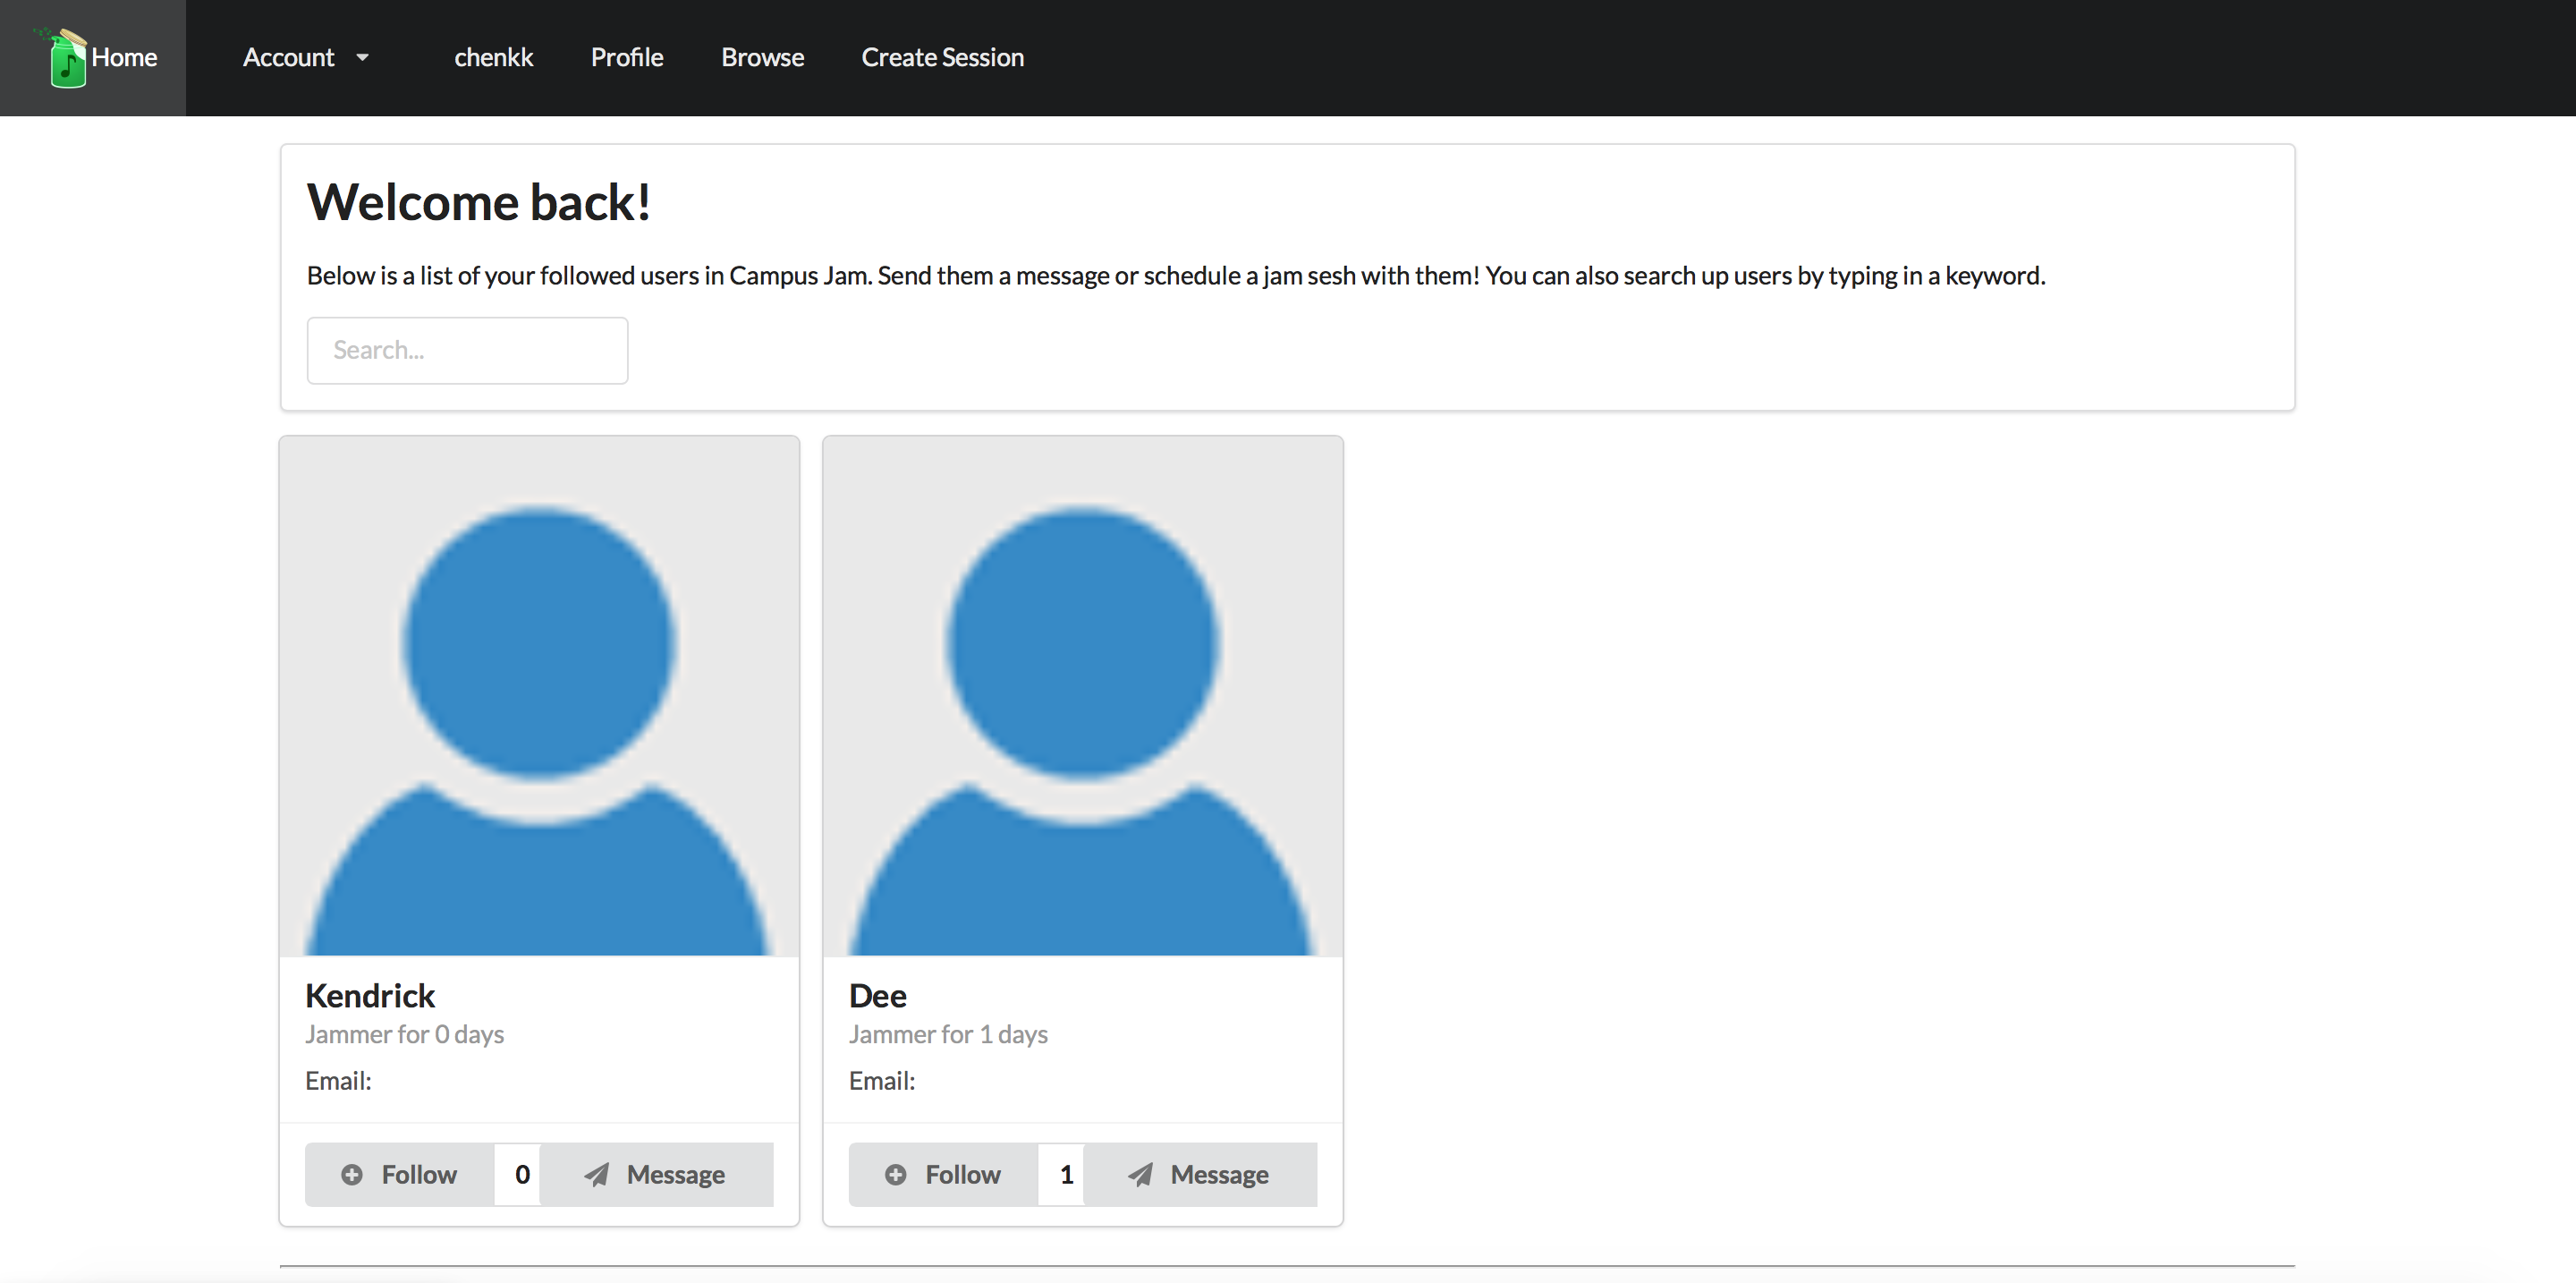 Home Account chenkk Profile Browse Create Session
Welcome back!
Below is a list of your followed users in Campus Jam. Send them a message or schedule a jam sesh with them! You can also search up users by typing in a keyword.
Search...
Kendrick
Jammer for 0 days
Email:
Follow 0 Message
Dee
Jammer for 1 days
Email:
Follow 1 Message